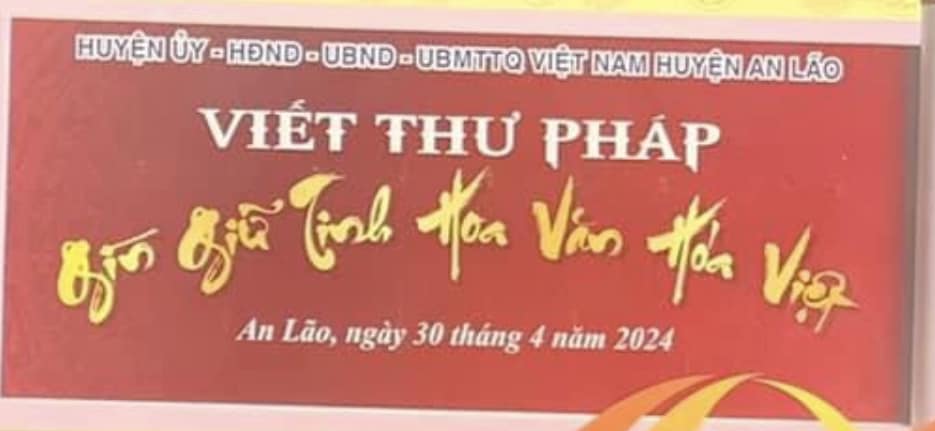 HUYỆN ỦY - HĐND - UBND - UBMTTQ VIỆT NAM HUYỆN AN LÃO
VIẾT THƯ PHÁP
Gìn Giữ Tinh Hoa Văn Hóa Việt
An Lão, ngày 30 tháng 4 năm 2024